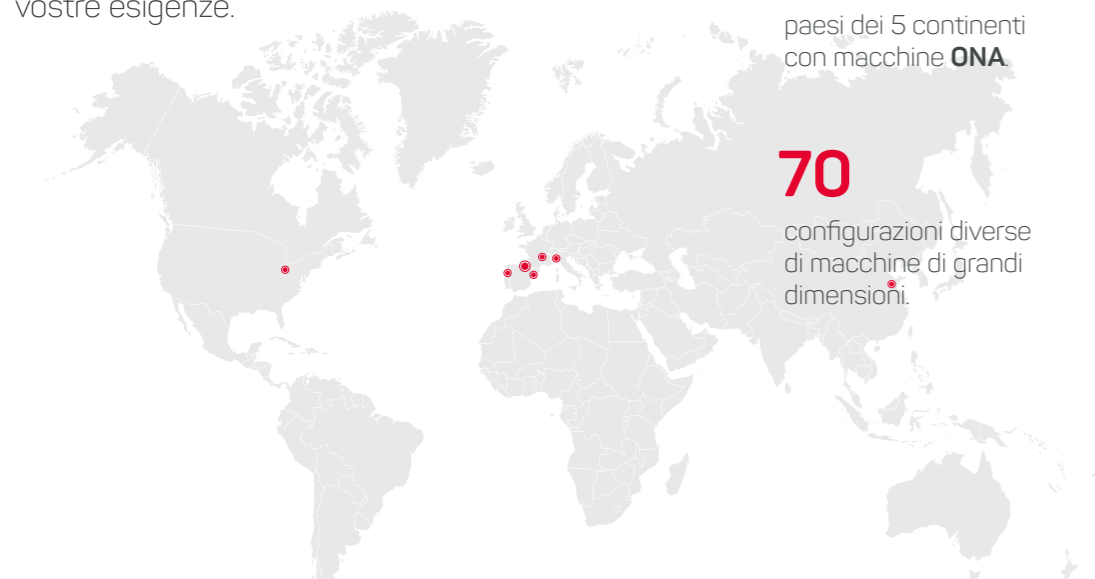 vostre esigenze.
paesi dei 5 continenti
con macchine ONA.
70
configurazioni diverse
di macchine di grandi
dimensioni.